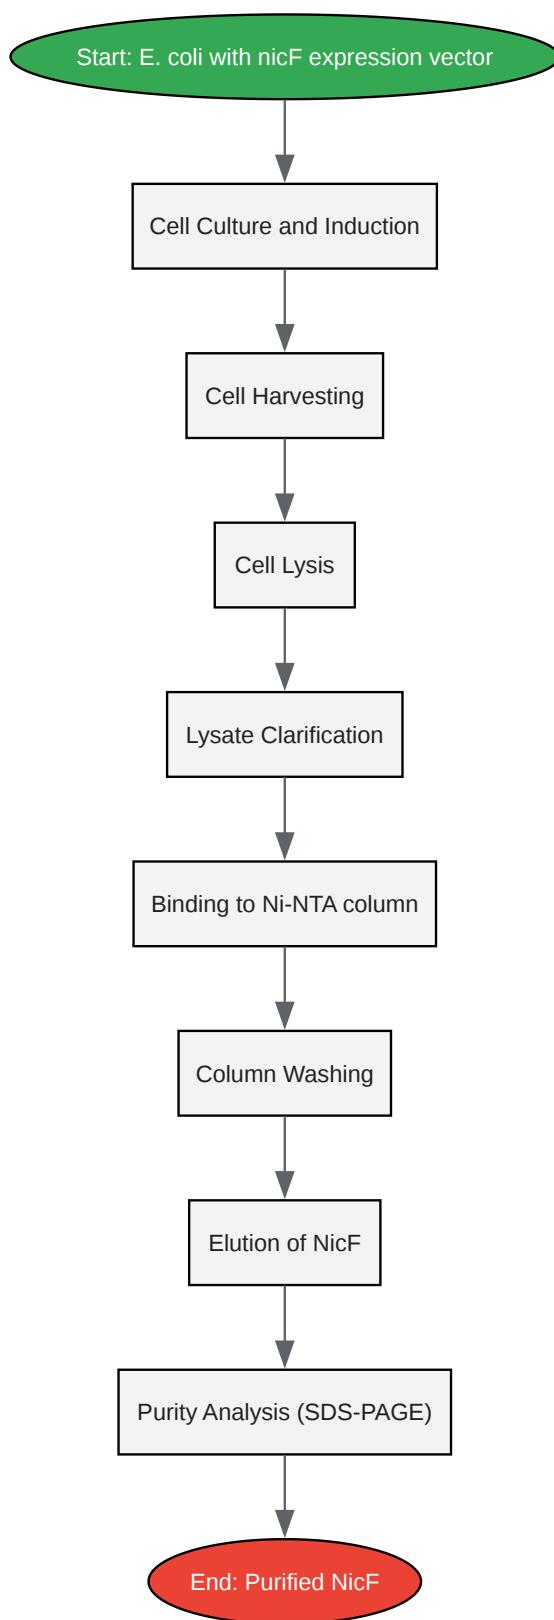 Start: E. coli with nicF expression vector
Cell Culture and Induction
Cell Harvesting
Cell Lysis
Lysate Clarification
Binding to Ni-NTA column
Column Washing
Elution of NicF
Purity Analysis (SDS-PAGE)
End: Purified NicF